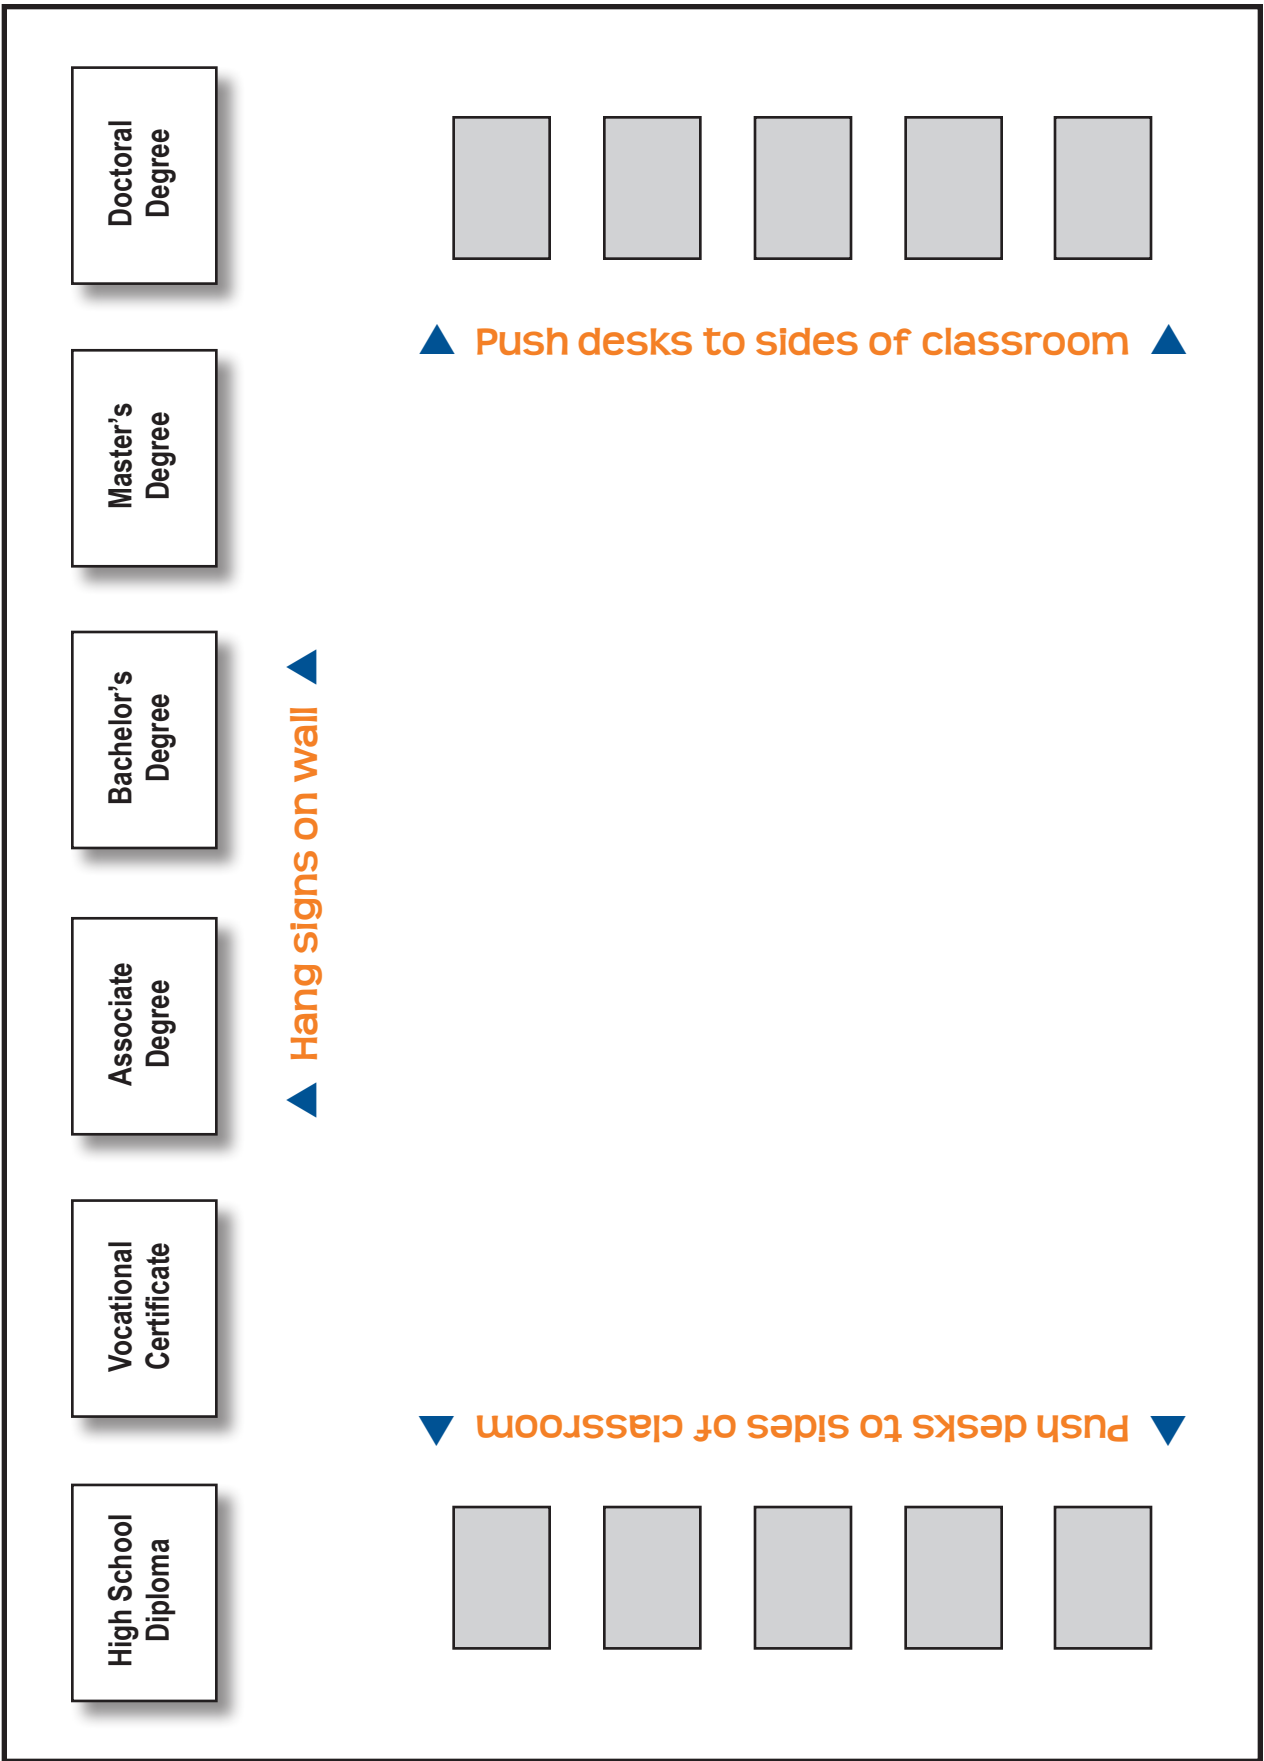 High School
Diploma
Vocational
Certificate
Associate
Degree
Bachelor's
Degree
Master's
Degree
Doctoral
Degree
Hang signs on wall
Push desks to sides of classroom
Push desks to sides of classroom